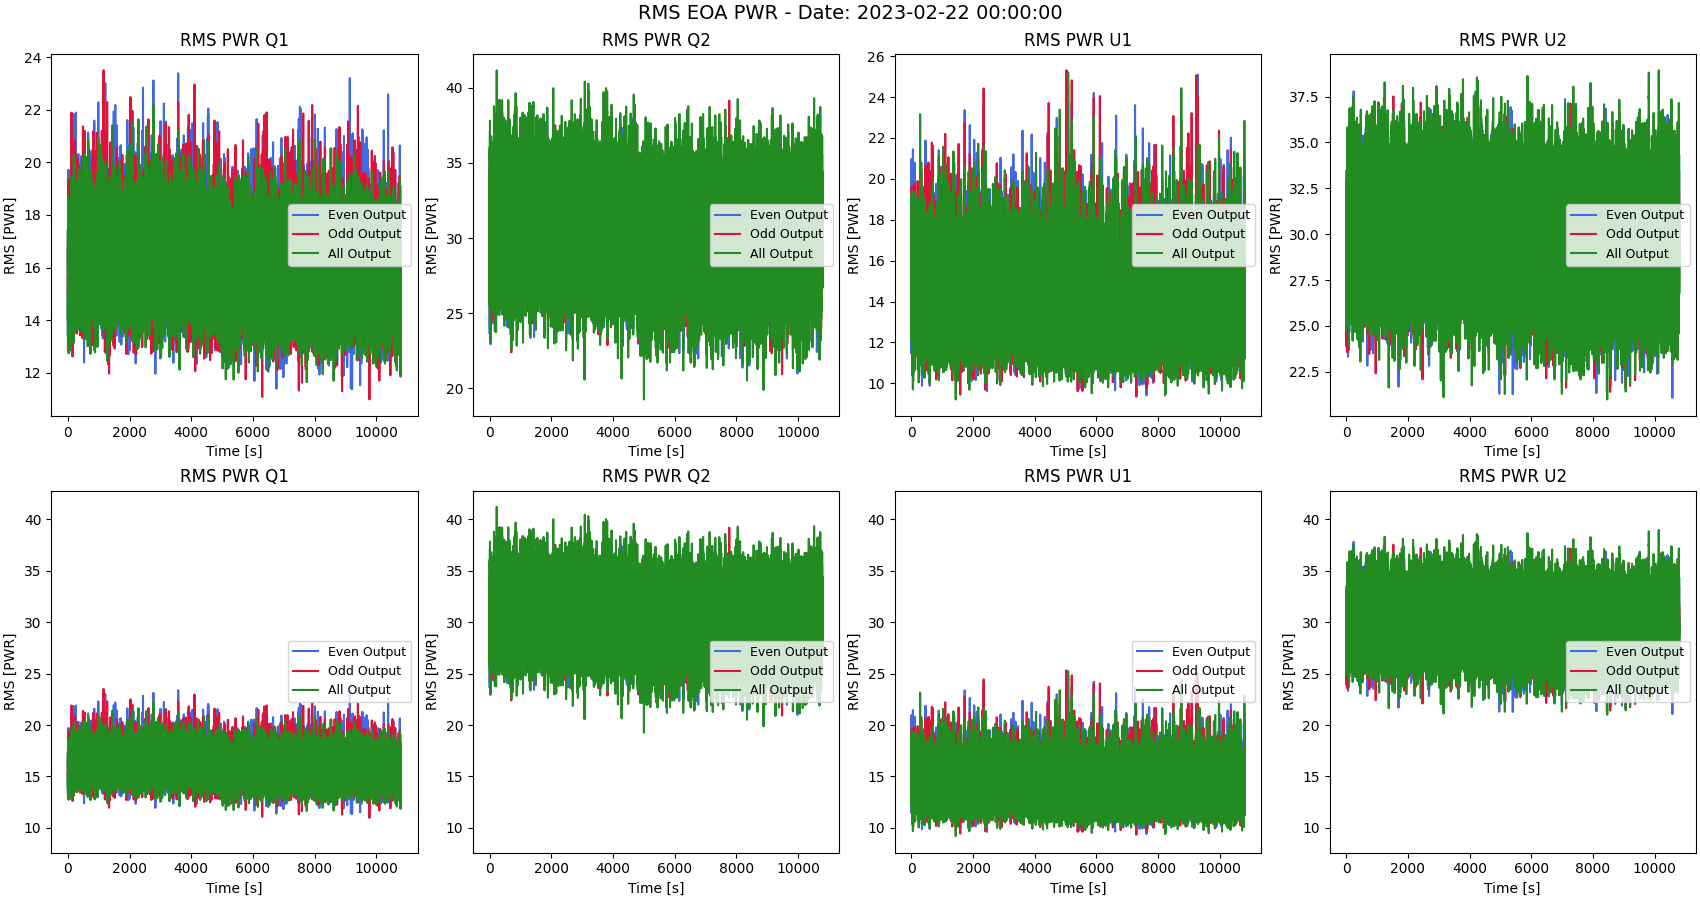 RMS EOA PWR - Date: 2023-02-22 00:00:00
RMS PWR Q1
RMS [PWR]
24
22
20
18
16
14
12
0 2000 4000 6000 8000 10000
Time [s]
Even Output
Odd Output
All Output
RMS PWR Q2
RMS [PWR]
40
35
30
25
20
0 2000 4000 6000 8000 10000
Time [s]
Even Output
Odd Output
All Output
RMS PWR U1
RMS [PWR]
26
24
22
20
18
16
14
12
10
0 2000 4000 6000 8000 10000
Time [s]
Even Output
Odd Output
All Output
RMS PWR U2
RMS [PWR]
37.5
35.0
32.5
30.0
27.5
25.0
22.5
0 2000 4000 6000 8000 10000
Time [s]
Even Output
Odd Output
All Output
RMS PWR Q1
RMS [PWR]
40
35
30
25
20
15
10
0 2000 4000 6000 8000 10000
Time [s]
Even Output
Odd Output
All Output
RMS PWR Q2
RMS [PWR]
40
35
30
25
20
15
10
0 2000 4000 6000 8000 10000
Time [s]
Even Output
Odd Output
All Output
RMS PWR U1
RMS [PWR]
40
35
30
25
20
15
10
0 2000 4000 6000 8000 10000
Time [s]
Even Output
Odd Output
All Output
RMS PWR U2
RMS [PWR]
40
35
30
25
20
15
10
0 2000 4000 6000 8000 10000
Time [s]
Even Output
Odd Output
All Output